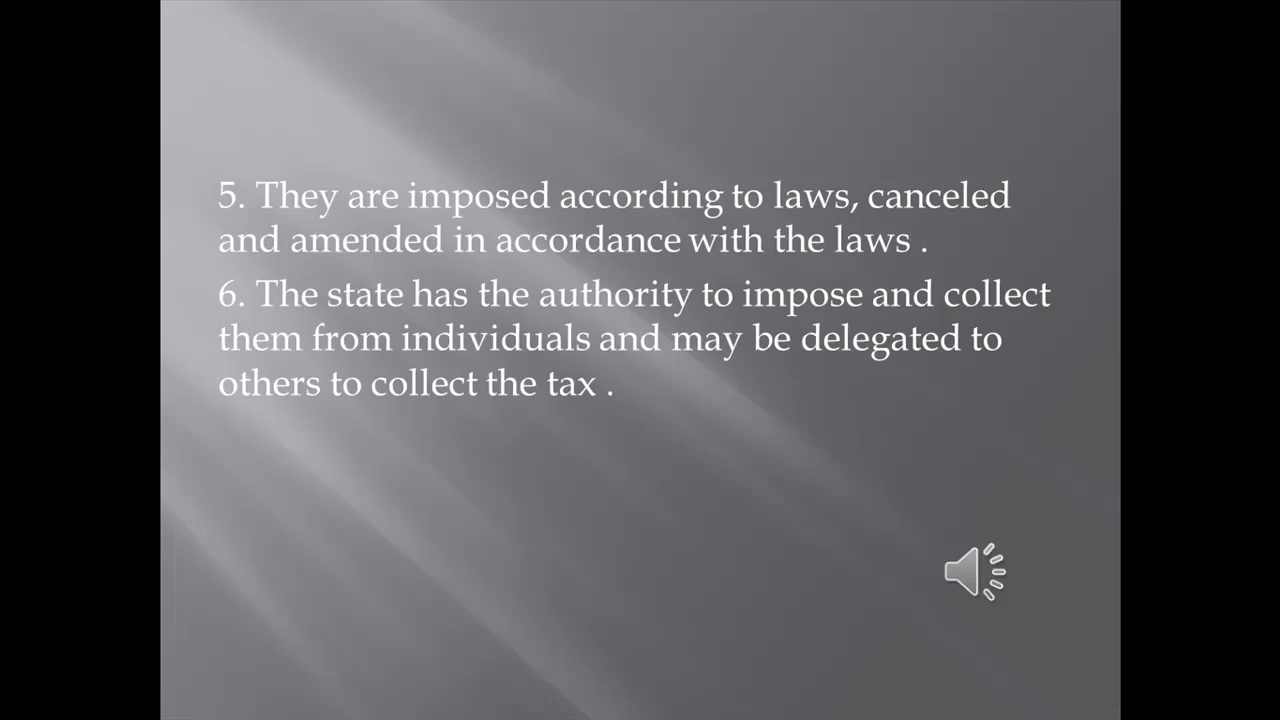 5. They are imposed according to laws, canceled
and amended in accordance with the laws .
6. The state has the authority to impose and collect
them from individuals and may be delegated to
others to collect the tax .